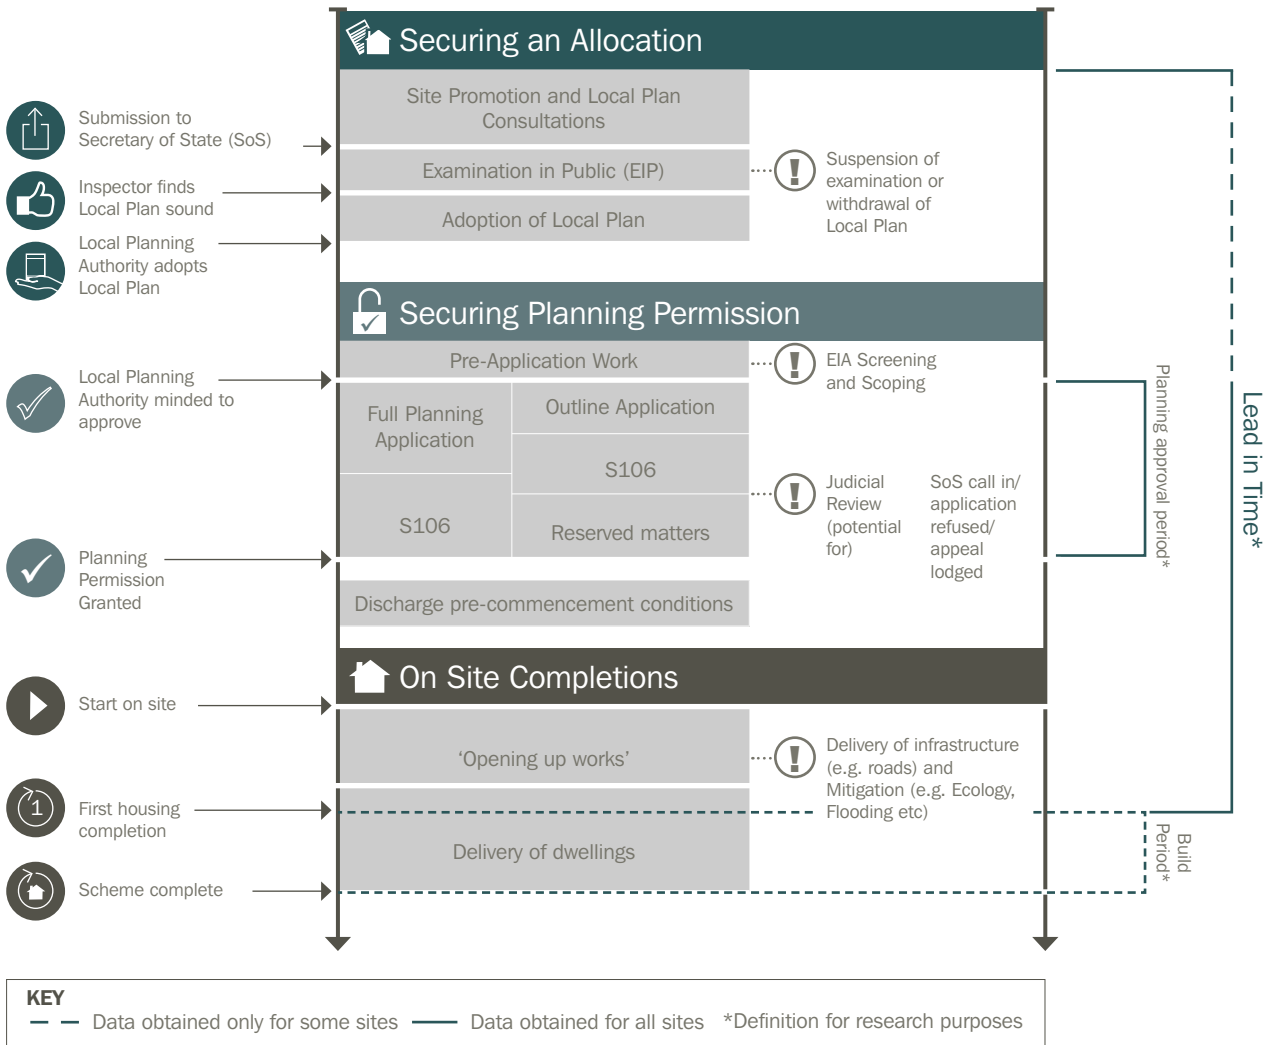 Securing an Allocation
Site Promotion and Local Plan
Consultations
Submission to
Secretary of State (SoS)
Examination in Public (EIP)
Suspension of
examination or
withdrawal of
Local Plan
Inspector finds
Local Plan sound
Adoption of Local Plan
Local Planning
Authority adopts
Local Plan
Securing Planning Permission
Pre-Application Work
EIA Screening
and Scoping
Local Planning
Authority minded to
approve
Full Planning
Application
Outline Application
S106
S106
Reserved matters
Judicial
Review
(potential
for)
SoS call in/
application
refused/
appeal
lodged
Planning approval period*
Lead in Time*
Planning
Permission
Granted
Discharge pre-commencement conditions
On Site Completions
Start on site
‘Opening up works’
Delivery of infrastructure
(e.g. roads) and
Mitigation (e.g. Ecology,
Flooding etc)
1
First housing
completion
Delivery of dwellings
Build
Period*
Scheme complete
KEY
Data obtained only for some sites
Data obtained for all sites
*Definition for research purposes